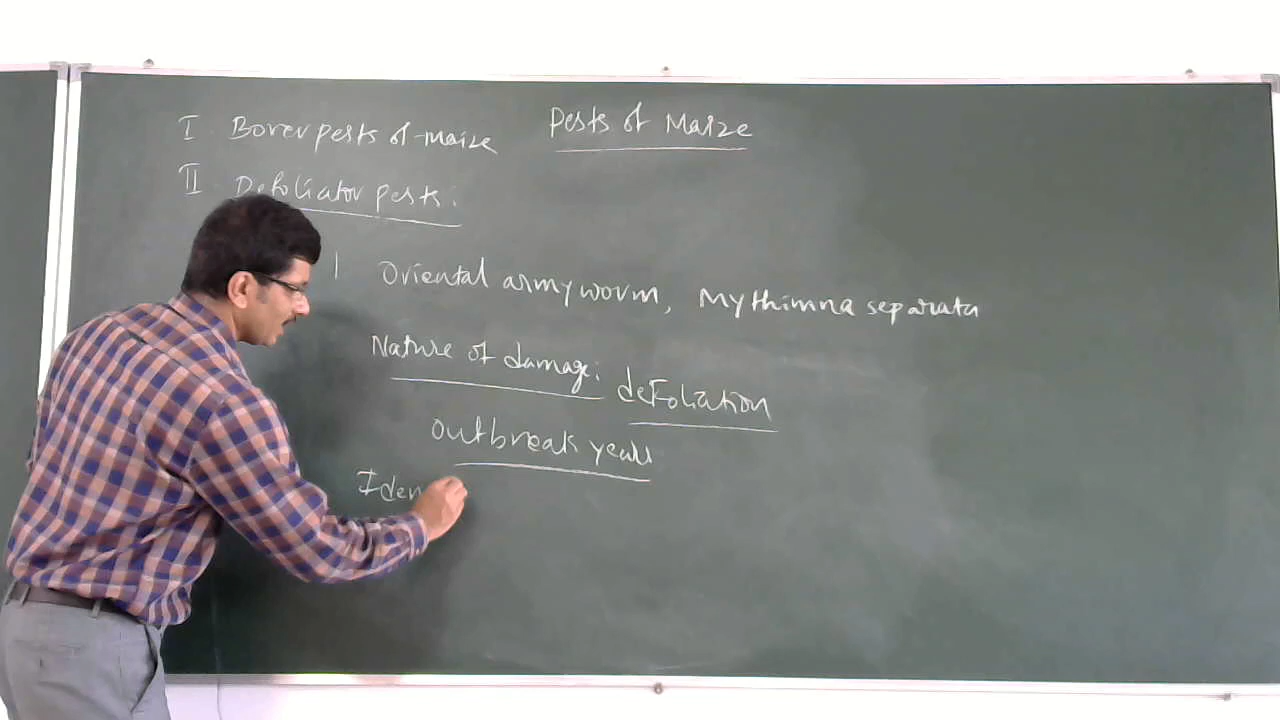 Pests of Maize
I Borer pests of maize
II Defoliator pests:
1 Oriental armyworm, Mythimna separata
Nature of damage: defoliation
outbreak years
Iden